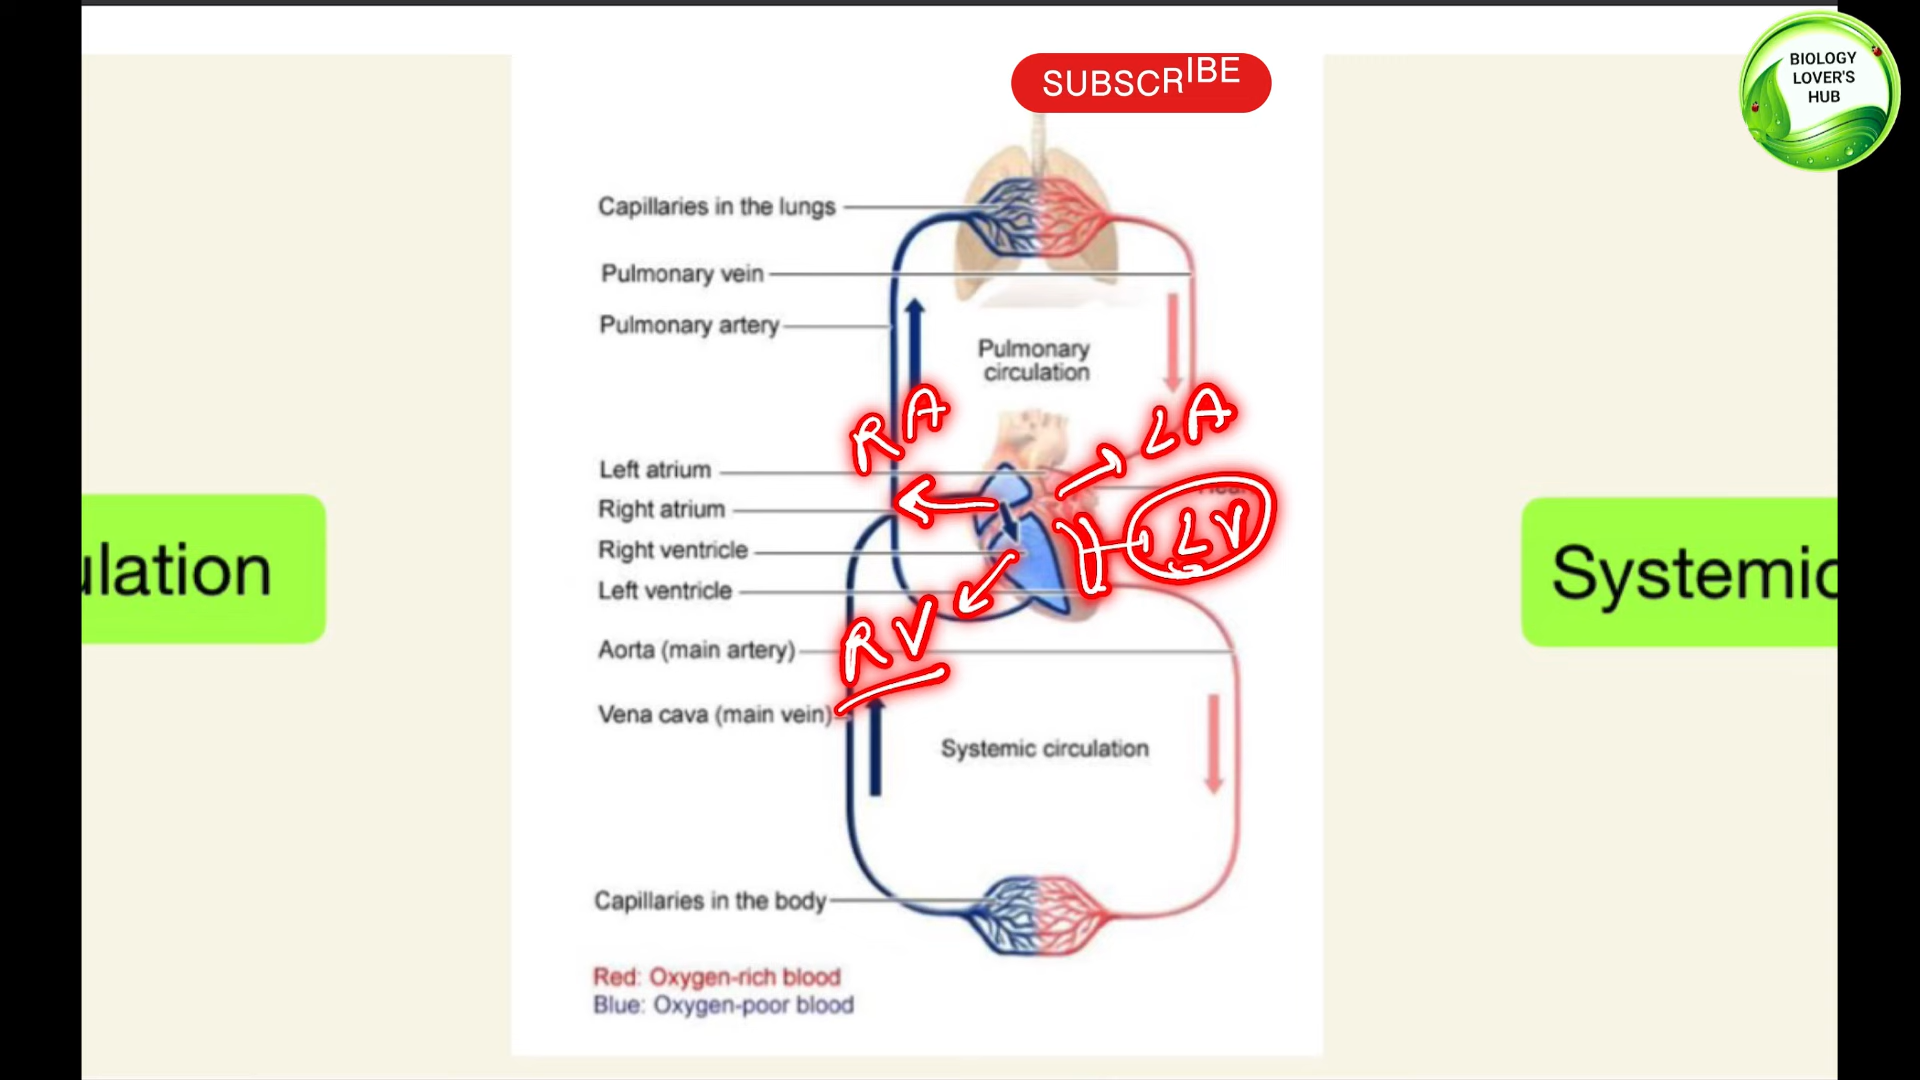 SUBSCRIBE
BIOLOGY
LOVER'S
HUB
Capillaries in the lungs
Pulmonary vein
Pulmonary artery
Pulmonary
circulation
RA
LA
Left atrium
Right atrium
LV
Right ventricle
Left ventricle
RV
Aorta (main artery)
Vena cava (main vein)
Systemic circulation
Capillaries in the body
Red: Oxygen-rich blood
Blue: Oxygen-poor blood
ulation
Systemic